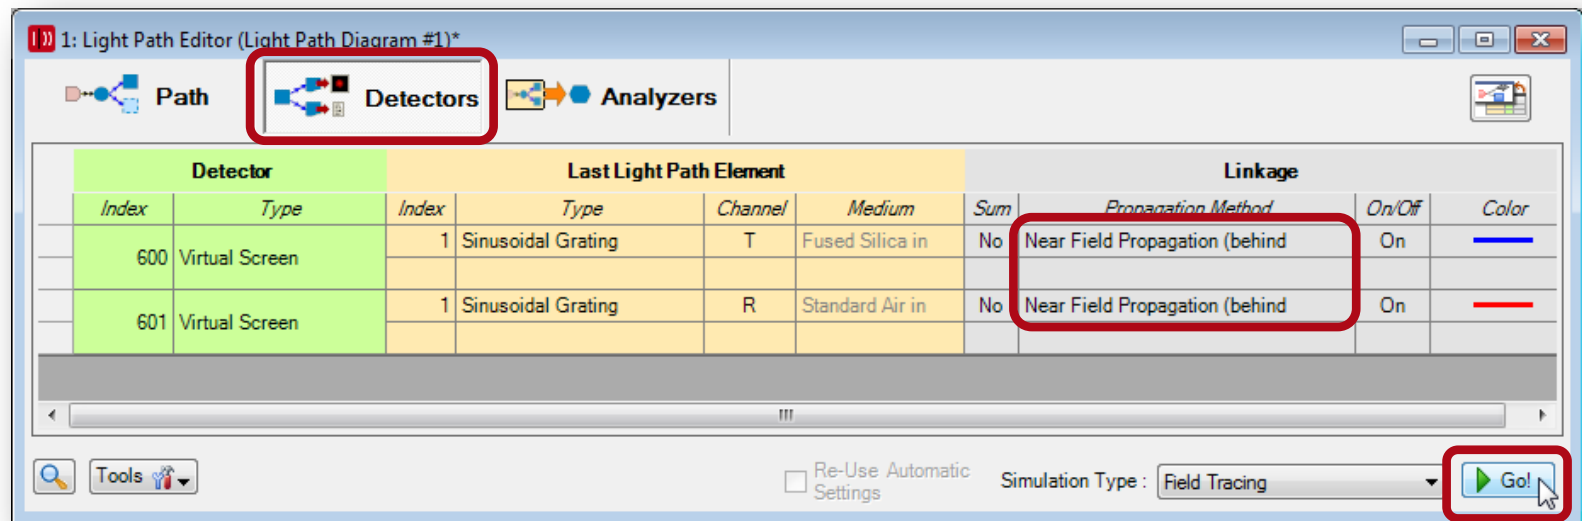 1: Light Path Editor (Light Path Diagram #1)*
Path Detectors Analyzers
Detector Last Light Path Element Linkage
Index Type Index Type Channel Medium Sum Propagation Method On/Off Color
600 Virtual Screen 1 Sinusoidal Grating T Fused Silica in No Near Field Propagation (behind On
601 Virtual Screen 1 Sinusoidal Grating R Standard Air in No Near Field Propagation (behind On
Tools Re-Use Automatic Settings Simulation Type : Field Tracing Go!